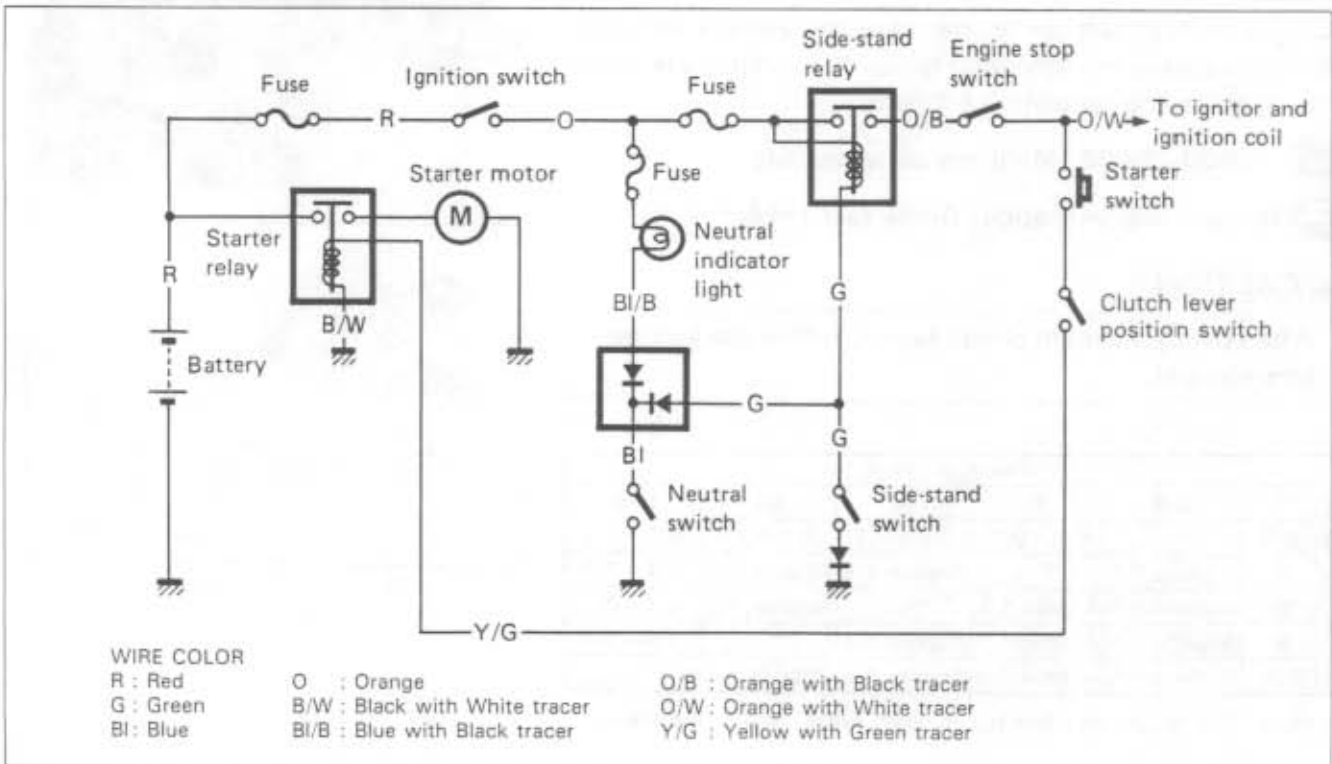 Side-stand
relay
Engine stop
switch
Fuse
Ignition switch
Fuse
R
O
O/B
O/W
To ignitor and
ignition coil
Starter motor
M
Fuse
Starter
switch
Starter
relay
Neutral
indicator
light
R
G
B/W
Bl/B
Clutch lever
position switch
Battery
G
G
Bl
Neutral
switch
Side-stand
switch
Y/G
WIRE COLOR
R : Red
G : Green
Bl : Blue
O : Orange
B/W : Black with White tracer
Bl/B : Blue with Black tracer
O/B : Orange with Black tracer
O/W : Orange with White tracer
Y/G : Yellow with Green tracer